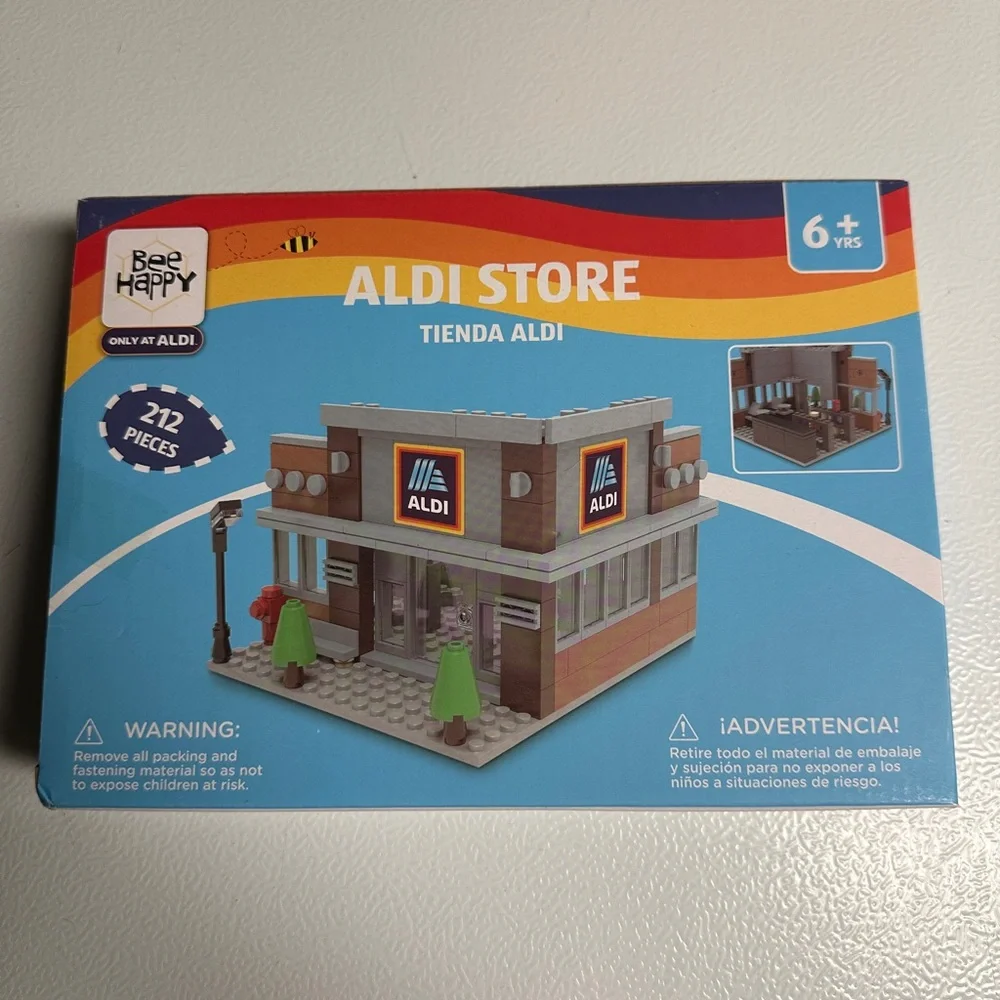 Bee
Happy
ONLY AT ALDI
6+
YRS
ALDI STORE
TIENDA ALDI
212
PIECES
ALDI
ALDI
WARNING:
Remove all packing and
fastening material so as not
to expose children at risk.
¡ADVERTENCIA!
Retire todo el material de embalaje
y sujeción para no exponer a los
niños a situaciones de riesgo.